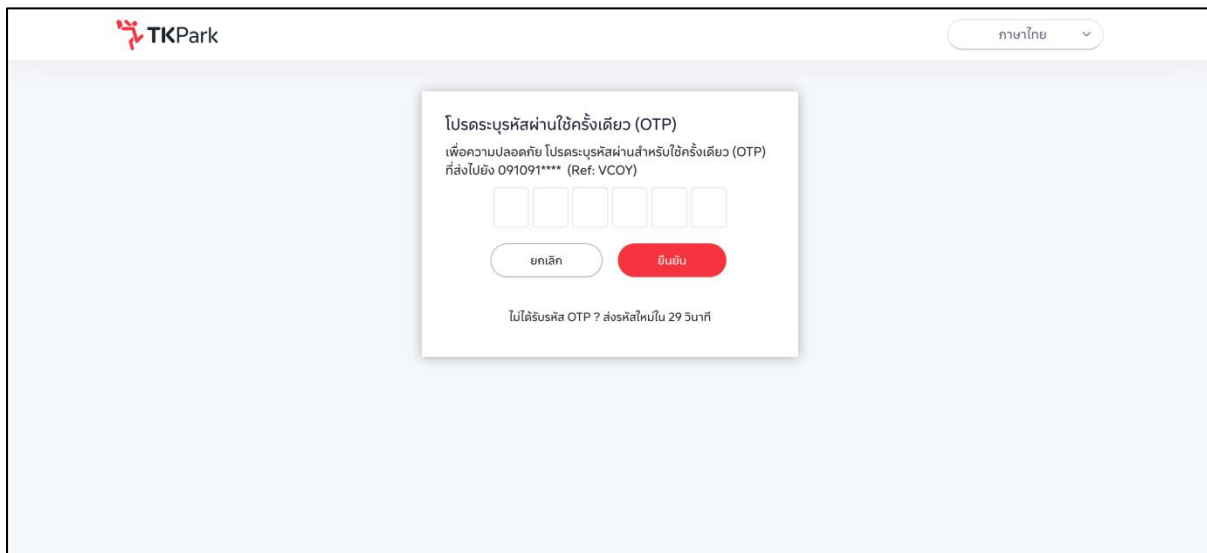 TKPark
ภาษาไทย
โปรดระบุรหัสผ่านใช้ครั้งเดียว (OTP)
เพื่อความปลอดภัย โปรดระบุรหัสผ่านสำหรับใช้ครั้งเดียว (OTP)
ที่ส่งไปยัง 091091**** (Ref: VCOY)
ยกเลิก
ยืนยัน
ไม่ได้รับรหัส OTP ? ส่งรหัสใหม่ใน 29 วินาที